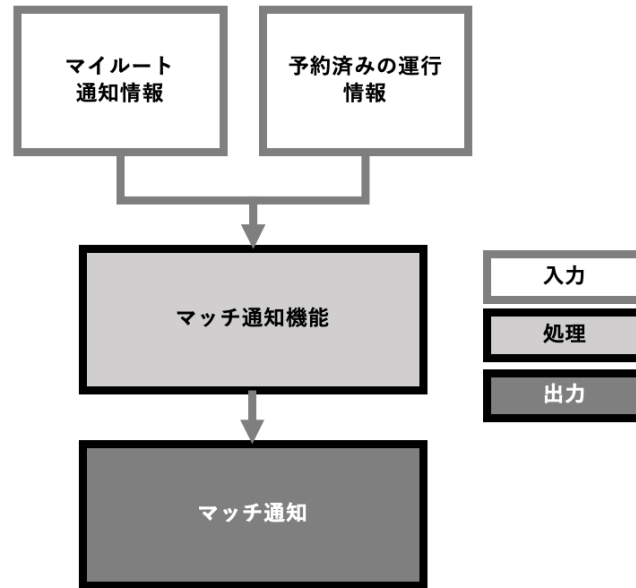 マイルート
通知情報
予約済みの運行
情報
マッチ通知機能
マッチ通知
入力
処理
出力